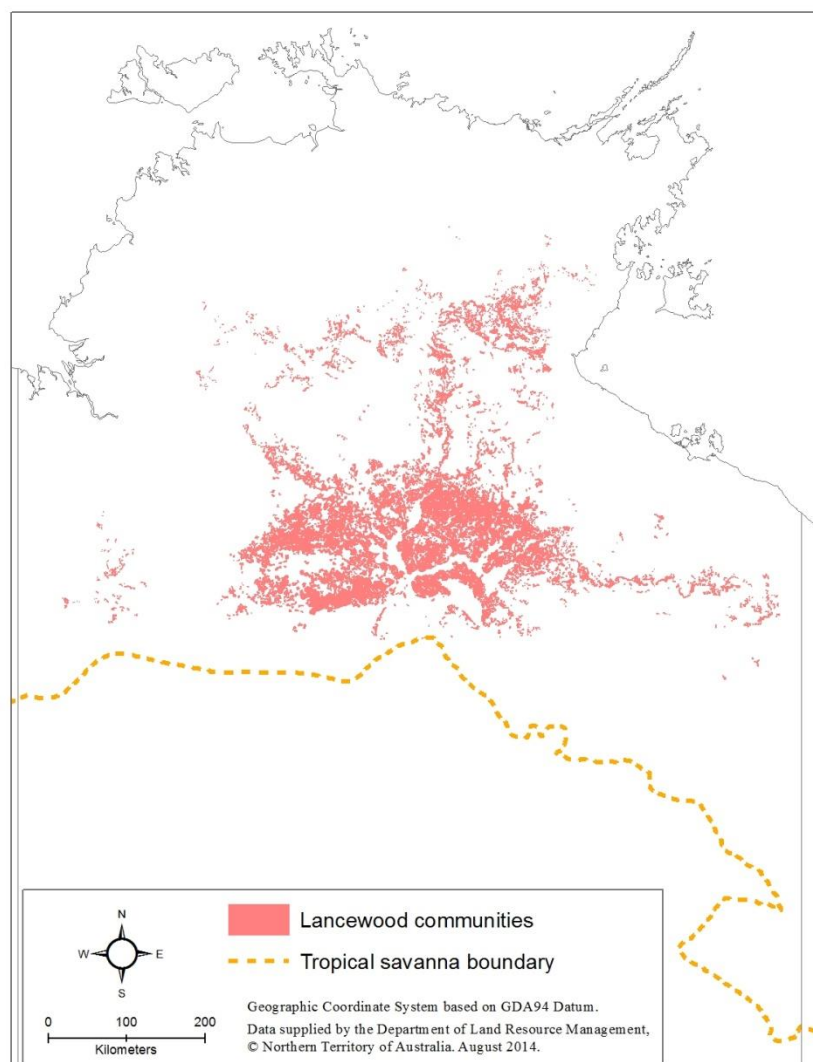 N
W E
S
Lancewood communities
Tropical savanna boundary
0 100 200
Kilometers
Geographic Coordinate System based on GDA94 Datum.
Data supplied by the Department of Land Resource Management,
© Northern Territory of Australia. August 2014.